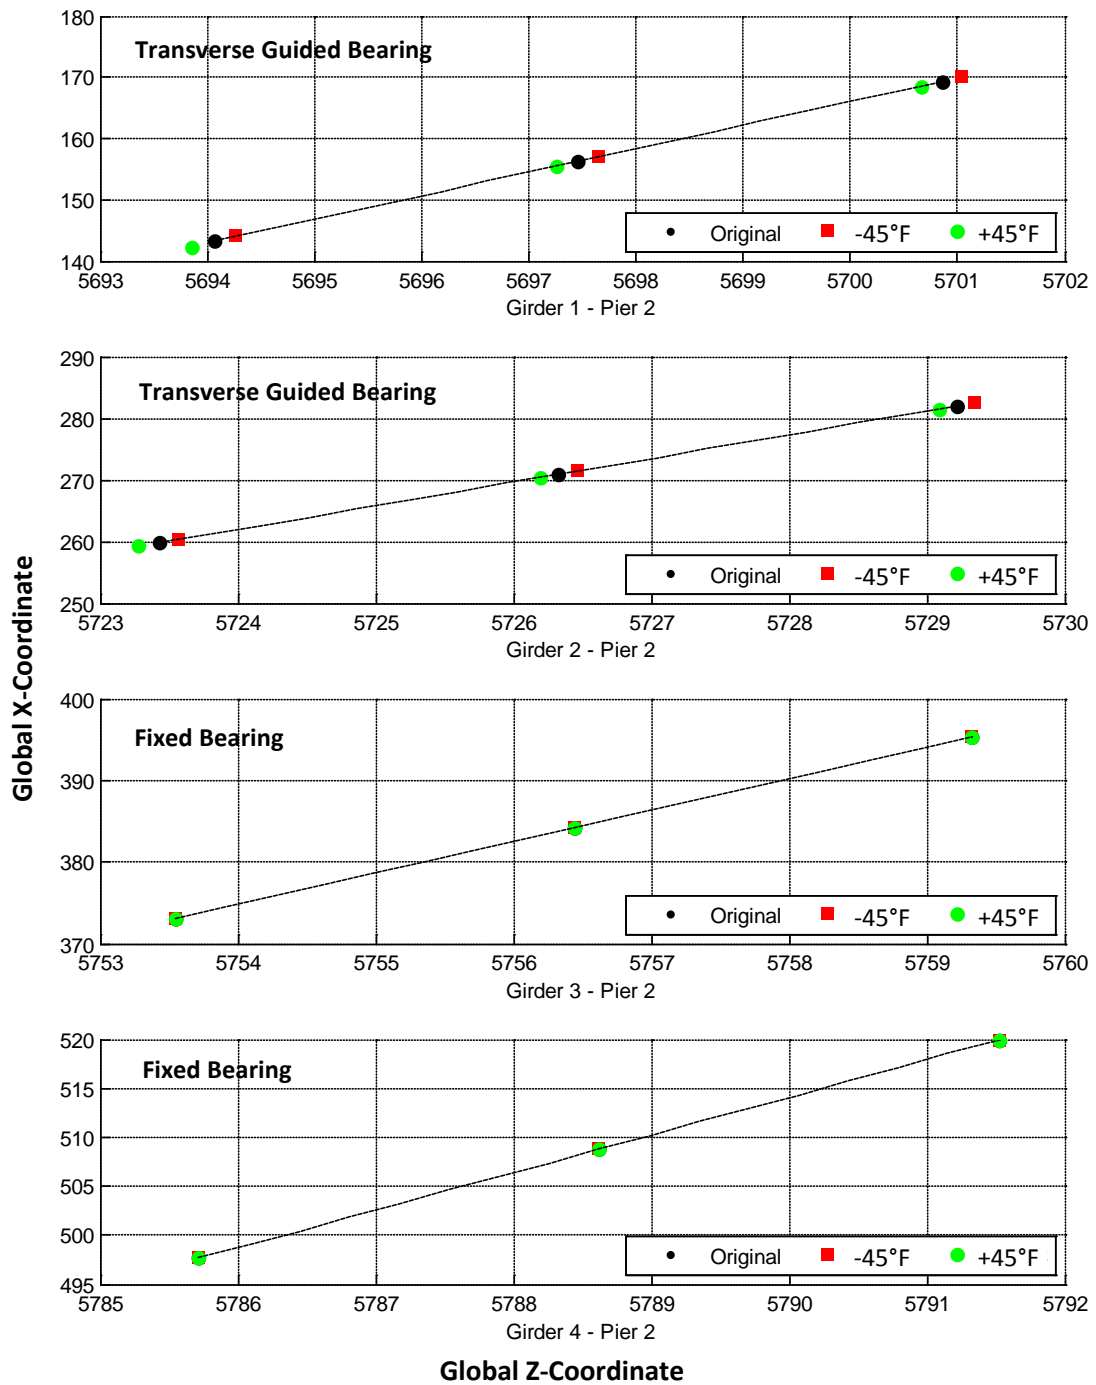 180
Transverse Guided Bearing
170
160
150
Original -45°F +45°F
140
5693 5694 5695 5696 5697 5698 5699 5700 5701 5702
Girder 1 - Pier 2
290
Transverse Guided Bearing
280
270
260
Original -45°F +45°F
250
5723 5724 5725 5726 5727 5728 5729 5730
Girder 2 - Pier 2
Global X-Coordinate
400
Fixed Bearing
390
380
Original -45°F +45°F
370
5753 5754 5755 5756 5757 5758 5759 5760
Girder 3 - Pier 2
520
Fixed Bearing
515
510
505
500
Original -45°F +45°F
495
5785 5786 5787 5788 5789 5790 5791 5792
Girder 4 - Pier 2
Global Z-Coordinate